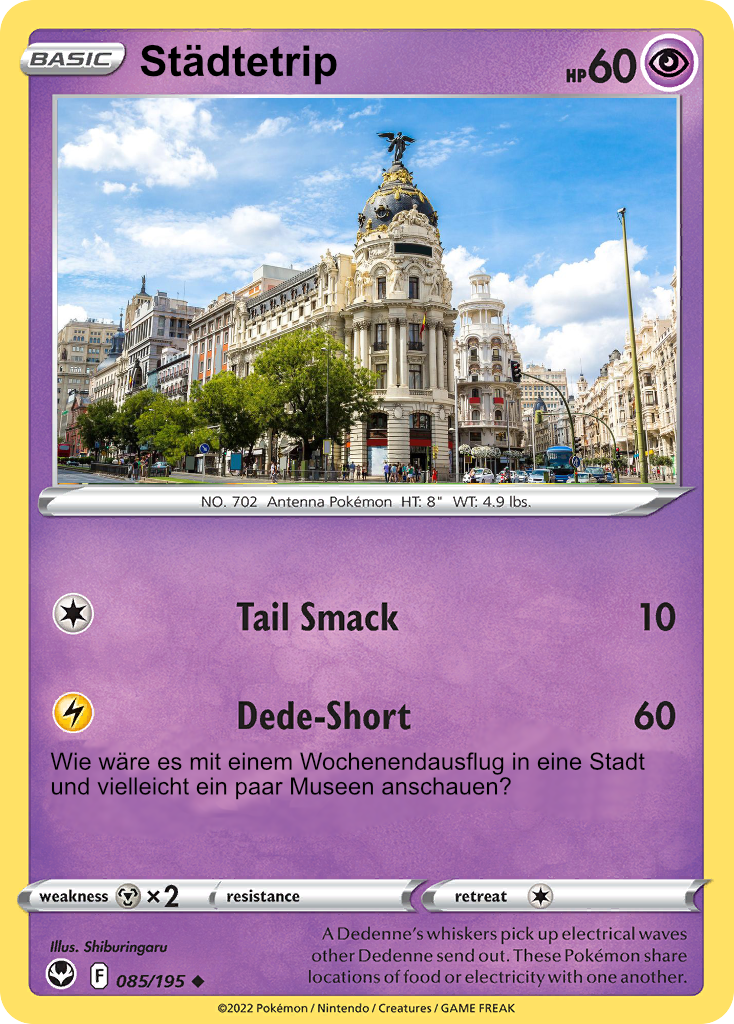 BASIC Städtetrip HP60
NO. 702 Antenna Pokémon HT: 8" WT: 4.9 lbs.
Tail Smack 10
Dede-Short 60
Wie wäre es mit einem Wochenendausflug in eine Stadt
und vielleicht ein paar Museen anschauen?
weakness ×2 resistance retreat
Illus. Shiburingaru
F 085/195
A Dedenne's whiskers pick up electrical waves
other Dedenne send out. These Pokémon share
locations of food or electricity with one another.
©2022 Pokémon / Nintendo / Creatures / GAME FREAK